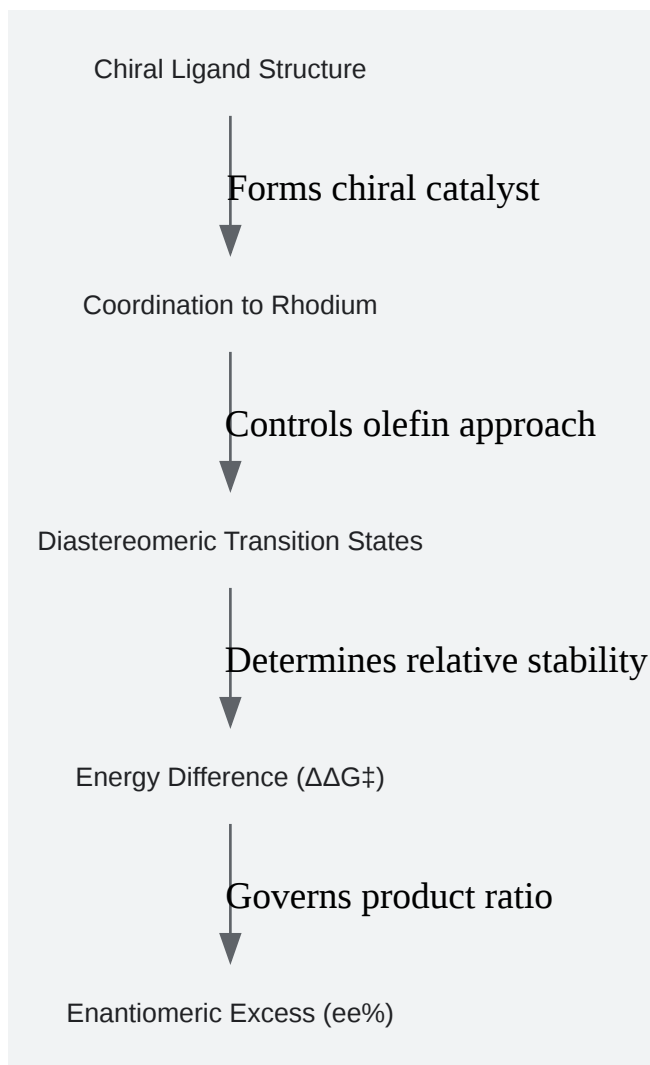 Chiral Ligand Structure
Forms chiral catalyst
Coordination to Rhodium
Controls olefin approach
Diastereomeric Transition States
Determines relative stability
Energy Difference (ΔΔG‡)
Governs product ratio
Enantiomeric Excess (ee%)